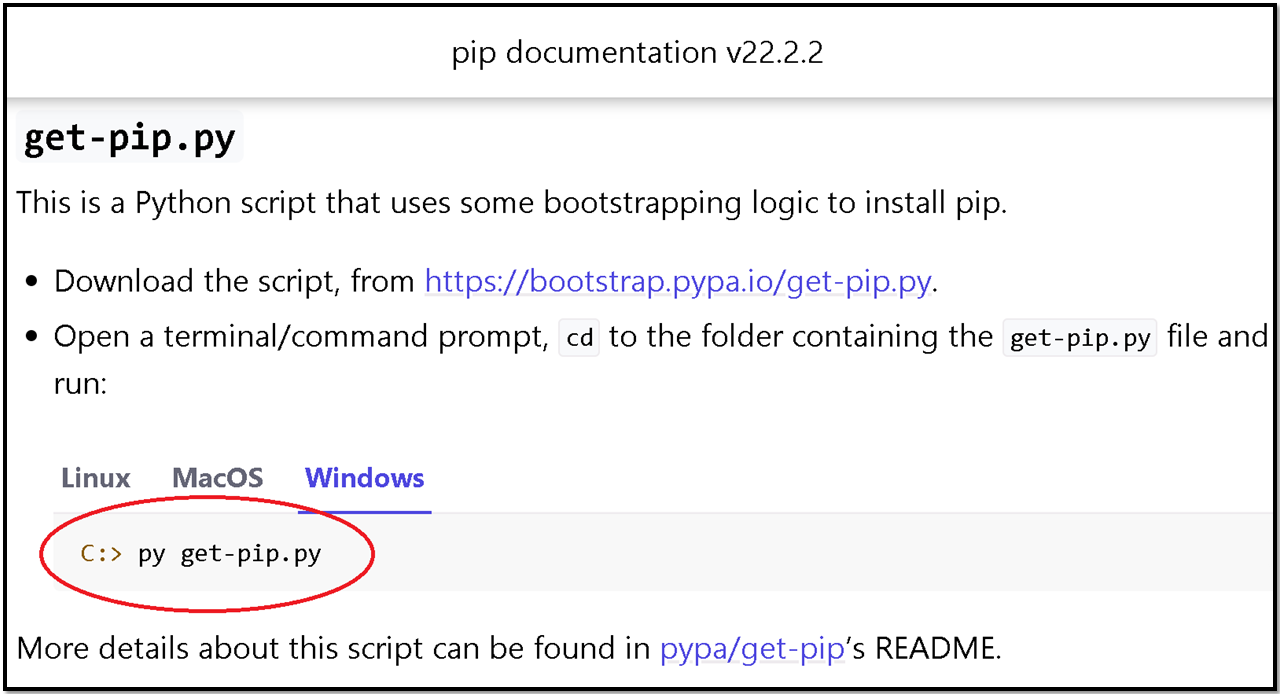 pip documentation v22.2.2
get-pip.py
This is a Python script that uses some bootstrapping logic to install pip.
• Download the script, from https://bootstrap.pypa.io/get-pip.py.
• Open a terminal/command prompt, cd to the folder containing the get-pip.py file and
run:
Linux MacOS Windows
C:> py get-pip.py
More details about this script can be found in pypa/get-pip’s README.